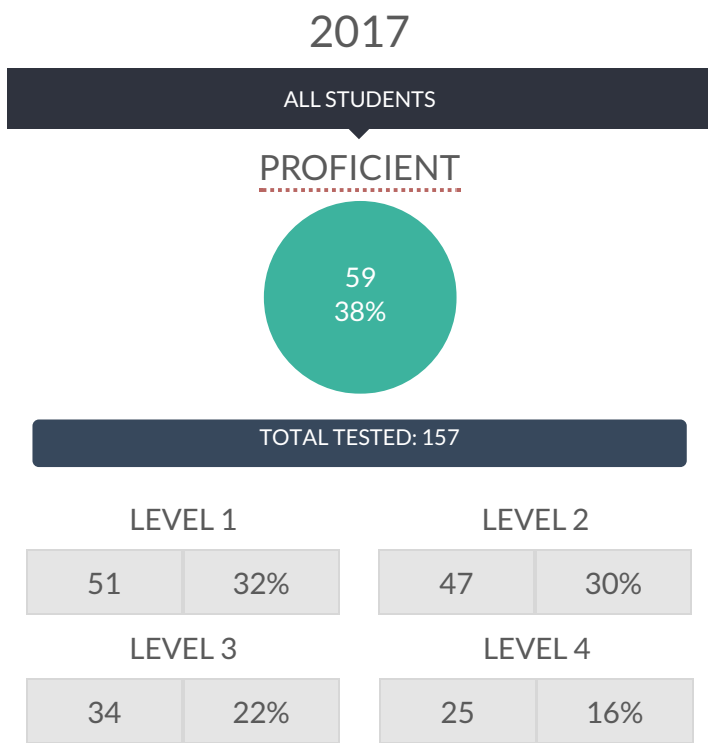 2017
ALL STUDENTS
PROFICIENT
59
38%
TOTAL TESTED: 157
LEVEL 1 LEVEL 2
51 32% 47 30%
LEVEL 3 LEVEL 4
34 22% 25 16%